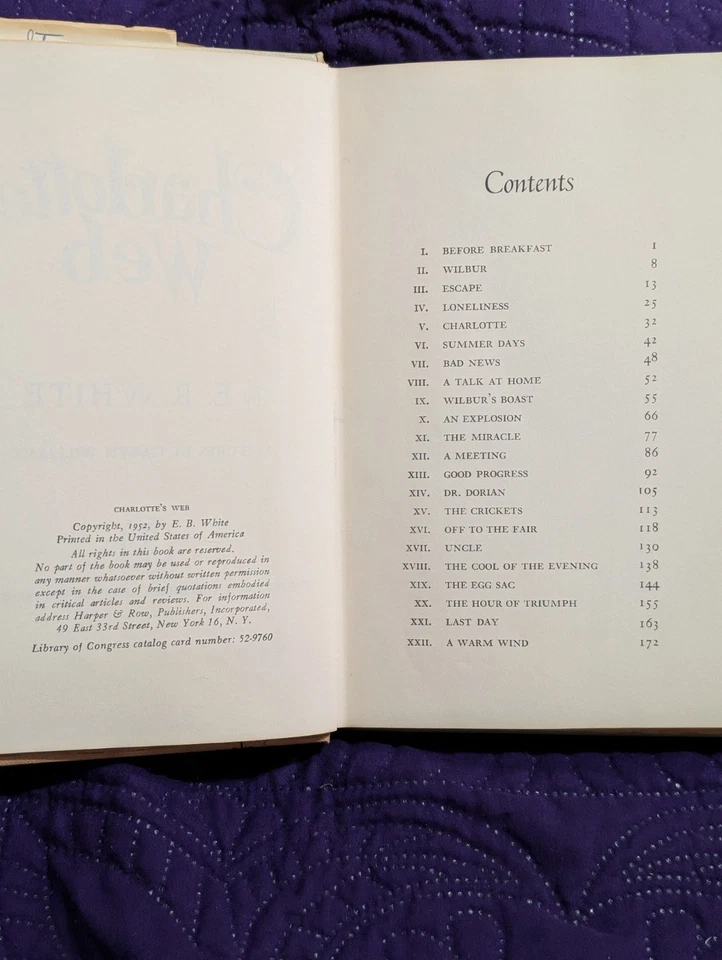 CHARLOTTE'S WEB
Copyright, 1952, by E. B. White
Printed in the United States of America
All rights in this book are reserved.
No part of the book may be used or reproduced in
any manner whatsoever without written permission
except in the case of brief quotations embodied
in critical articles and reviews. For information
address Harper & Row, Publishers, Incorporated,
49 East 33rd Street, New York 16, N. Y.
Library of Congress catalog card number: 52-9760
Contents
I. BEFORE BREAKFAST 1
II. WILBUR 8
III. ESCAPE 13
IV. LONELINESS 25
V. CHARLOTTE 32
VI. SUMMER DAYS 42
VII. BAD NEWS 48
VIII. A TALK AT HOME 52
IX. WILBUR'S BOAST 55
X. AN EXPLOSION 66
XI. THE MIRACLE 77
XII. A MEETING 86
XIII. GOOD PROGRESS 92
XIV. DR. DORIAN 105
XV. THE CRICKETS 113
XVI. OFF TO THE FAIR 118
XVII. UNCLE 130
XVIII. THE COOL OF THE EVENING 138
XIX. THE EGG SAC 144
XX. THE HOUR OF TRIUMPH 155
XXI. LAST DAY 163
XXII. A WARM WIND 172